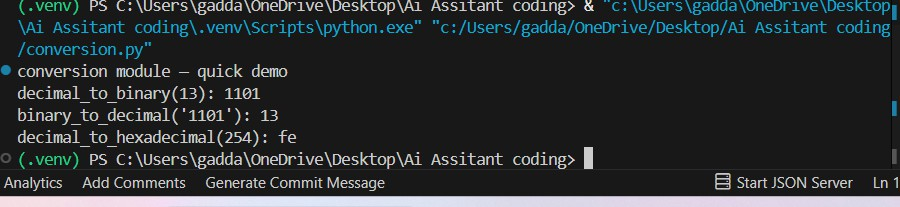 (.venv) PS C:\Users\gadda\OneDrive\Desktop\Ai Assitant coding> & "c:\Users\gadda\OneDrive\Desktop
\Ai Assitant coding\.venv\Scripts\python.exe" "c:/Users/gadda/OneDrive/Desktop/Ai Assitant coding
/conversion.py"
conversion module — quick demo
decimal_to_binary(13): 1101
binary_to_decimal('1101'): 13
decimal_to_hexadecimal(254): fe
(.venv) PS C:\Users\gadda\OneDrive\Desktop\Ai Assitant coding>
Analytics Add Comments Generate Commit Message Start JSON Server Ln 1